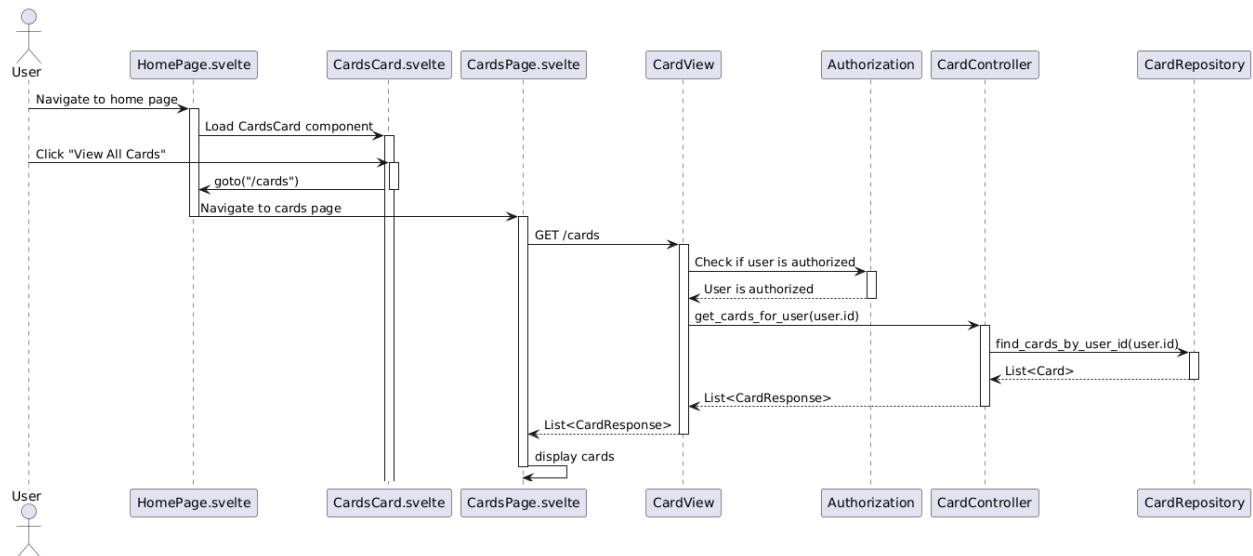 User
HomePage.svelte
CardsCard.svelte
CardsPage.svelte
CardView
Authorization
CardController
CardRepository
Navigate to home page
Load CardsCard component
Click "View All Cards"
goto("/cards")
Navigate to cards page
GET /cards
Check if user is authorized
User is authorized
get_cards_for_user(user.id)
find_cards_by_user_id(user.id)
List<Card>
List<CardResponse>
List<CardResponse>
display cards
User
HomePage.svelte
CardsCard.svelte
CardsPage.svelte
CardView
Authorization
CardController
CardRepository